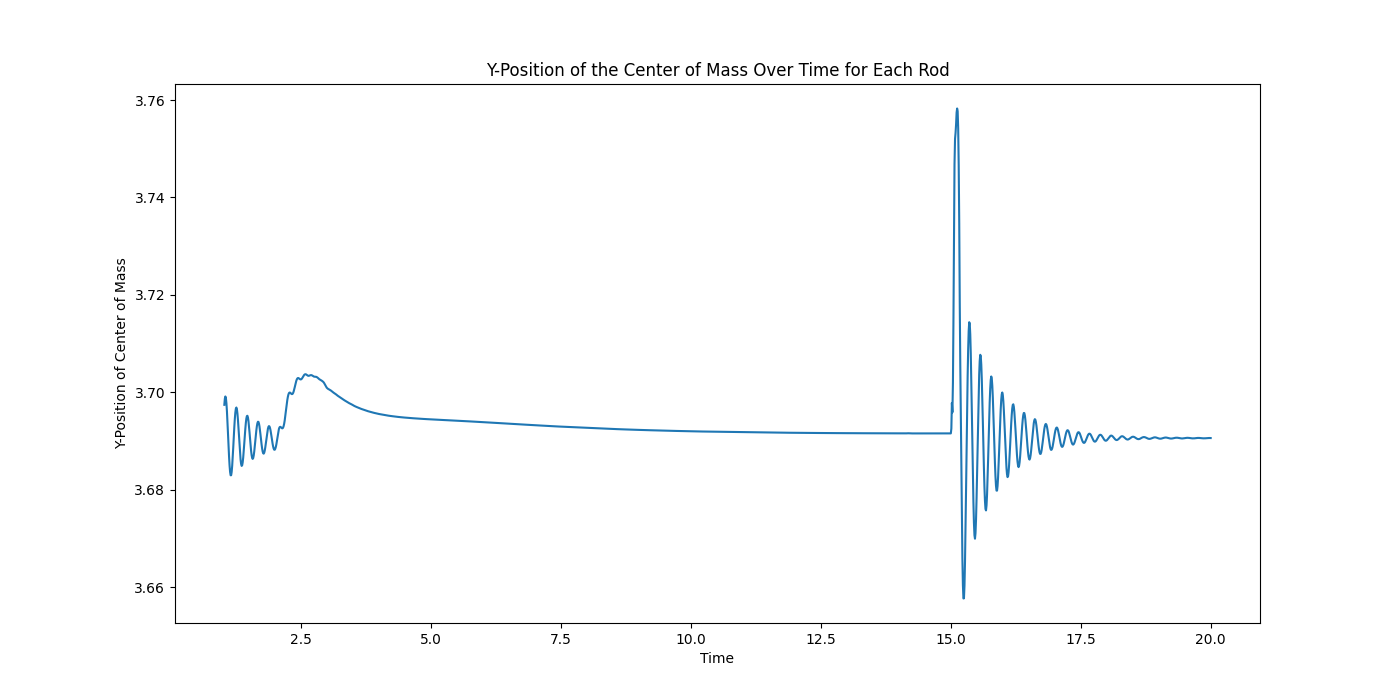 Y-Position of the Center of Mass Over Time for Each Rod
Y-Position of Center of Mass
3.76
3.74
3.72
3.70
3.68
3.66
2.5 5.0 7.5 10.0 12.5 15.0 17.5 20.0
Time